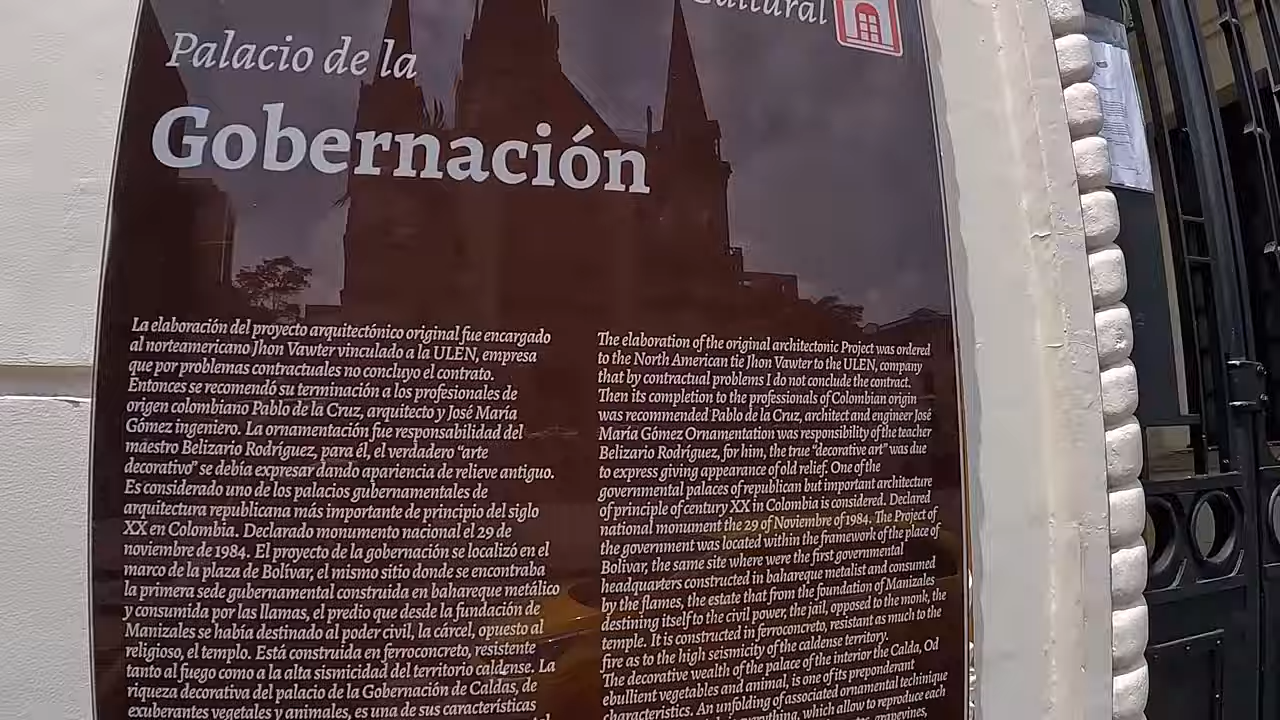 Cultural
Palacio de la
Gobernación
La elaboración del proyecto arquitectónico original fue encargado
al norteamericano Jhon Vawter vinculado a la ULEN, empresa
que por problemas contractuales no concluyo el contrato.
Entonces se recomendó su terminación a los profesionales de
origen colombiano Pablo de la Cruz, arquitecto y José María
Gómez ingeniero. La ornamentación fue responsabilidad del
maestro Belizario Rodríguez, para él, el verdadero "arte
decorativo" se debía expresar dando apariencia de relieve antiguo.
Es considerado uno de los palacios gubernamentales de
arquitectura republicana más importante de principio del siglo
XX en Colombia. Declarado monumento nacional el 29 de
noviembre de 1984. El proyecto de la gobernación se localizó en el
marco de la plaza de Bolívar, el mismo sitio donde se encontraba
la primera sede gubernamental construida en bahareque metálico
y consumida por las llamas, el predio que desde la fundación de
Manizales se había destinado al poder civil, la cárcel, opuesto al
religioso, el templo. Está construida en ferroconcreto, resistente
tanto al fuego como a la alta sismicidad del territorio caldense. La
riqueza decorativa del palacio de la Gobernación de Caldas, de
exuberantes vegetales y animales, es una de sus características
The elaboration of the original architectonic Project was ordered
to the North American tie Jhon Vawter to the ULEN, company
that by contractual problems I do not conclude the contract.
Then its completion to the professionals of Colombian origin
was recommended Pablo de la Cruz, architect and engineer José
María Gómez Ornamentation was responsibility of the teacher
Belizario Rodríguez, for him, the true "decorative art" was due
to express giving appearance of old relief. One of the
governmental palaces of republican but important architecture
of principle of century XX in Colombia is considered. Declared
national monument the 29 of Noviembre of 1984. The Project of
the government was located within the framework of the place of
Bolivar, the same site where were the first governmental
headquarters constructed in bahareque metalist and consumed
by the flames, the estate that from the foundation of Manizales
destining itself to the civil power, the jail, opposed to the monk, the
temple. It is constructed in ferroconcreto, resistant as much to the
fire as to the high seismicity of the caldense territory.
The decorative wealth of the palace of the interior the Calda, Od
ebullient vegetables and animal, is one of its preponderant
characteristics. An unfolding of associated ornamental techinique
everything, which allow to reproduce each
grapevines,